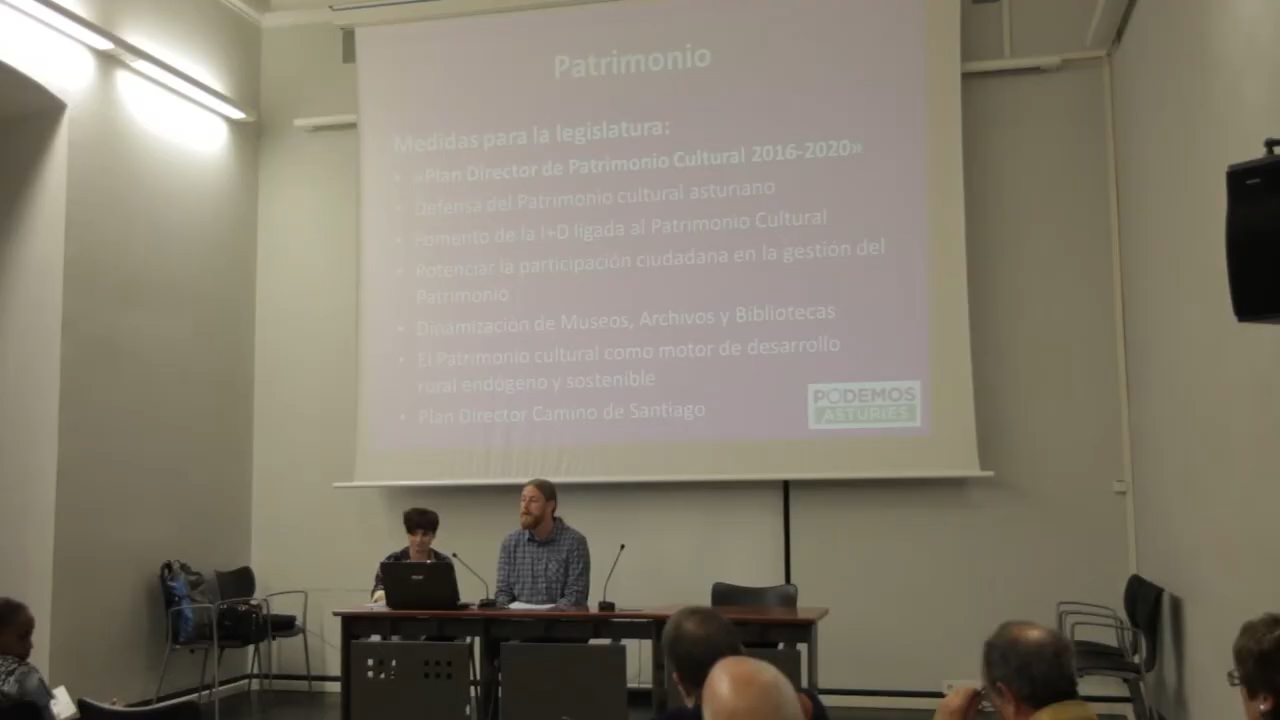 Patrimonio
Medidas para la legislatura:
• «Plan Director de Patrimonio Cultural 2016-2020»
• Defensa del Patrimonio cultural asturiano
• Fomento de la I+D ligada al Patrimonio Cultural
• Potenciar la participación ciudadana en la gestión del
Patrimonio
• Dinamización de Museos, Archivos y Bibliotecas
• El Patrimonio cultural como motor de desarrollo
rural endógeno y sostenible
• Plan Director Camino de Santiago
PODEMOS
ASTURIES